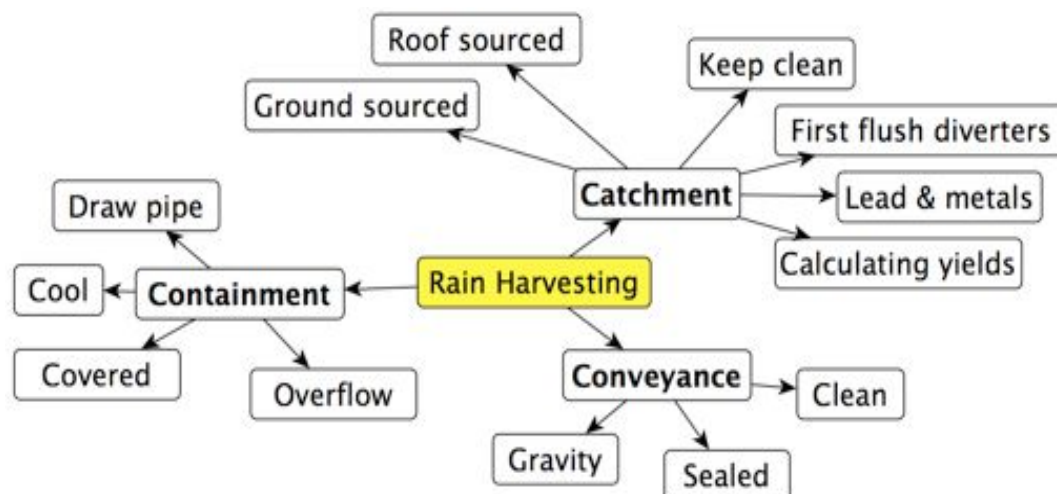 Roof sourced
Keep clean
Ground sourced
First flush diverters
Catchment
Lead & metals
Draw pipe
Calculating yields
Rain Harvesting
Cool
Containment
Covered
Overflow
Conveyance
Clean
Gravity
Sealed